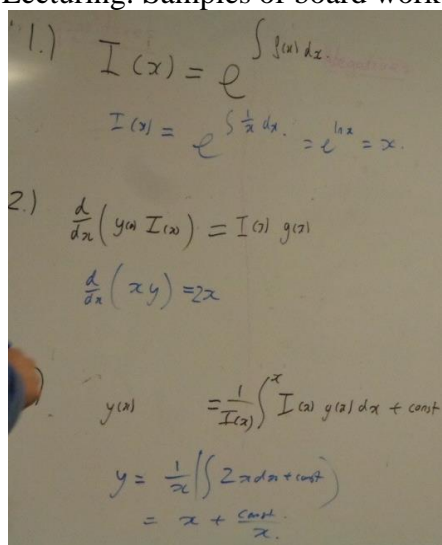 Lecturing: Samples of board work
1.) I(x) = e^{∫ f(x) dx}
I(x) = e^{∫ 1/x dx.} = e^{ln x} = x.
2.) d/dx (y(x) I(x)) = I(x) g(x)
d/dx (xy) = 2x
) y(x) = 1/I(x) ∫^x I(x) g(x) dx + const
y = 1/x (∫ 2x dx + const)
= x + const/x.